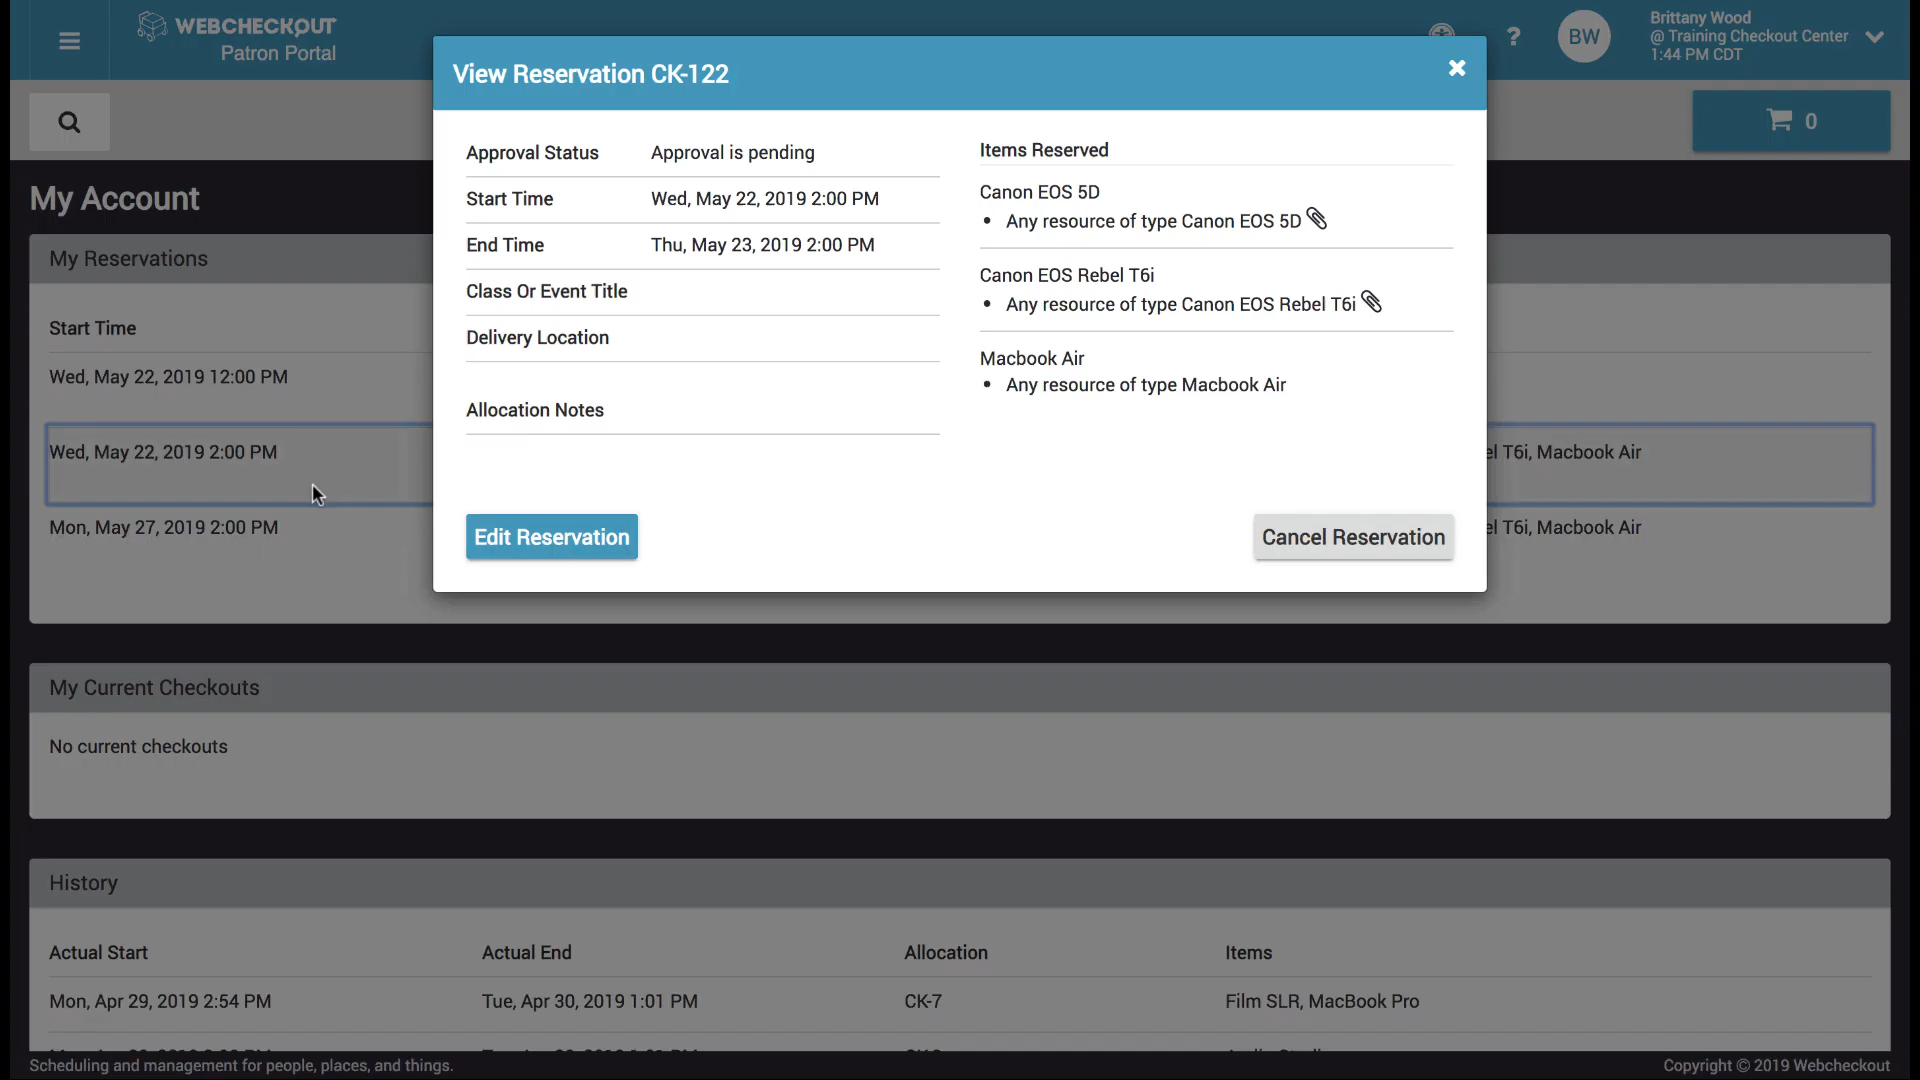 WEBCHECKOUT
Patron Portal
?
BW
Brittany Wood
@ Training Checkout Center
1:44 PM CDT
0
View Reservation CK-122
Approval Status Approval is pending
Start Time Wed, May 22, 2019 2:00 PM
End Time Thu, May 23, 2019 2:00 PM
Class Or Event Title
Delivery Location
Allocation Notes
Items Reserved
Canon EOS 5D
• Any resource of type Canon EOS 5D
Canon EOS Rebel T6i
• Any resource of type Canon EOS Rebel T6i
Macbook Air
• Any resource of type Macbook Air
Edit Reservation
Cancel Reservation
My Account
My Reservations
Start Time
Wed, May 22, 2019 12:00 PM
Wed, May 22, 2019 2:00 PM el T6i, Macbook Air
Mon, May 27, 2019 2:00 PM el T6i, Macbook Air
My Current Checkouts
No current checkouts
History
Actual Start Actual End Allocation Items
Mon, Apr 29, 2019 2:54 PM Tue, Apr 30, 2019 1:01 PM CK-7 Film SLR, MacBook Pro
Scheduling and management for people, places, and things.
Copyright © 2019 Webcheckout